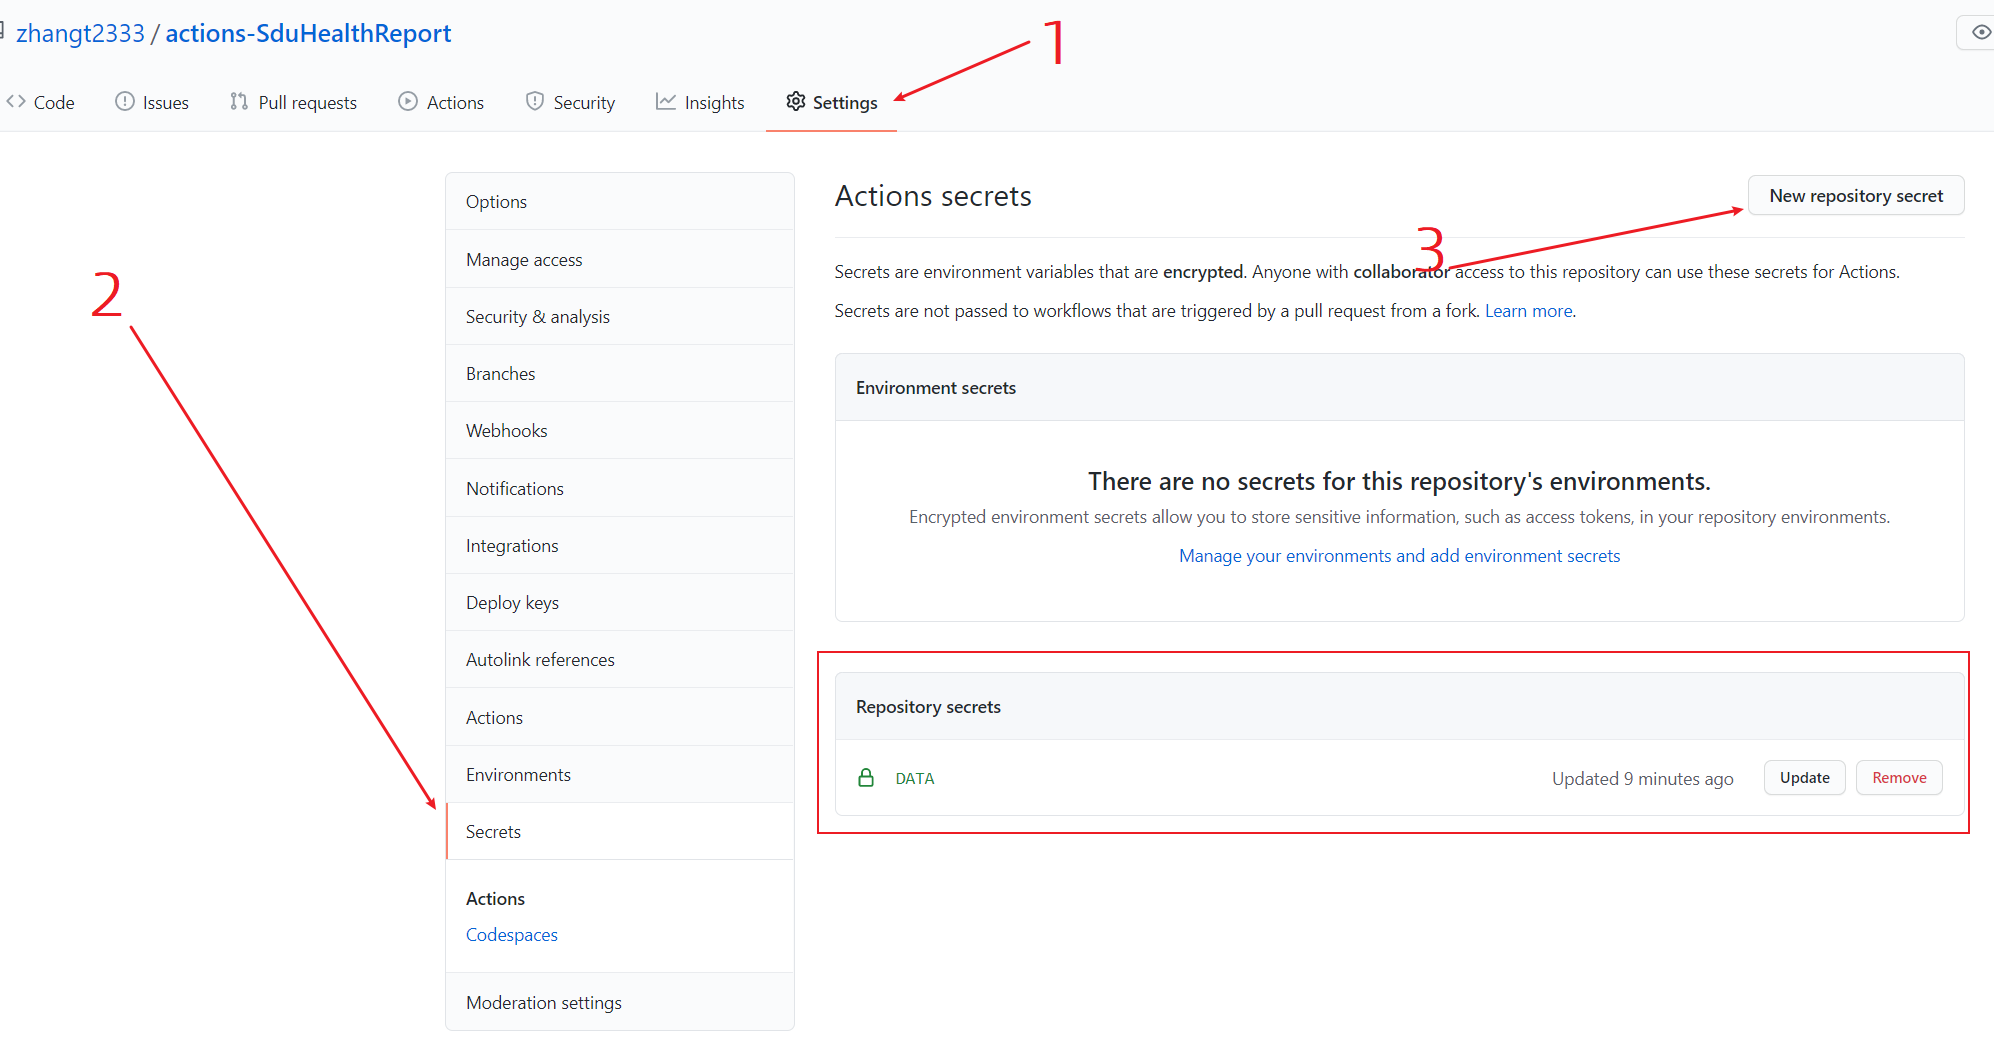 zhangt2333 / actions-SduHealthReport
1
Code Issues Pull requests Actions Security Insights Settings
Options
Manage access
Security & analysis
Branches
Webhooks
Notifications
Integrations
Deploy keys
Autolink references
Actions
Environments
Secrets
Actions
Codespaces
Moderation settings
2
Actions secrets
New repository secret
3
Secrets are environment variables that are encrypted. Anyone with collaborator access to this repository can use these secrets for Actions.
Secrets are not passed to workflows that are triggered by a pull request from a fork. Learn more.
Environment secrets
There are no secrets for this repository's environments.
Encrypted environment secrets allow you to store sensitive information, such as access tokens, in your repository environments.
Manage your environments and add environment secrets
Repository secrets
DATA Updated 9 minutes ago Update Remove